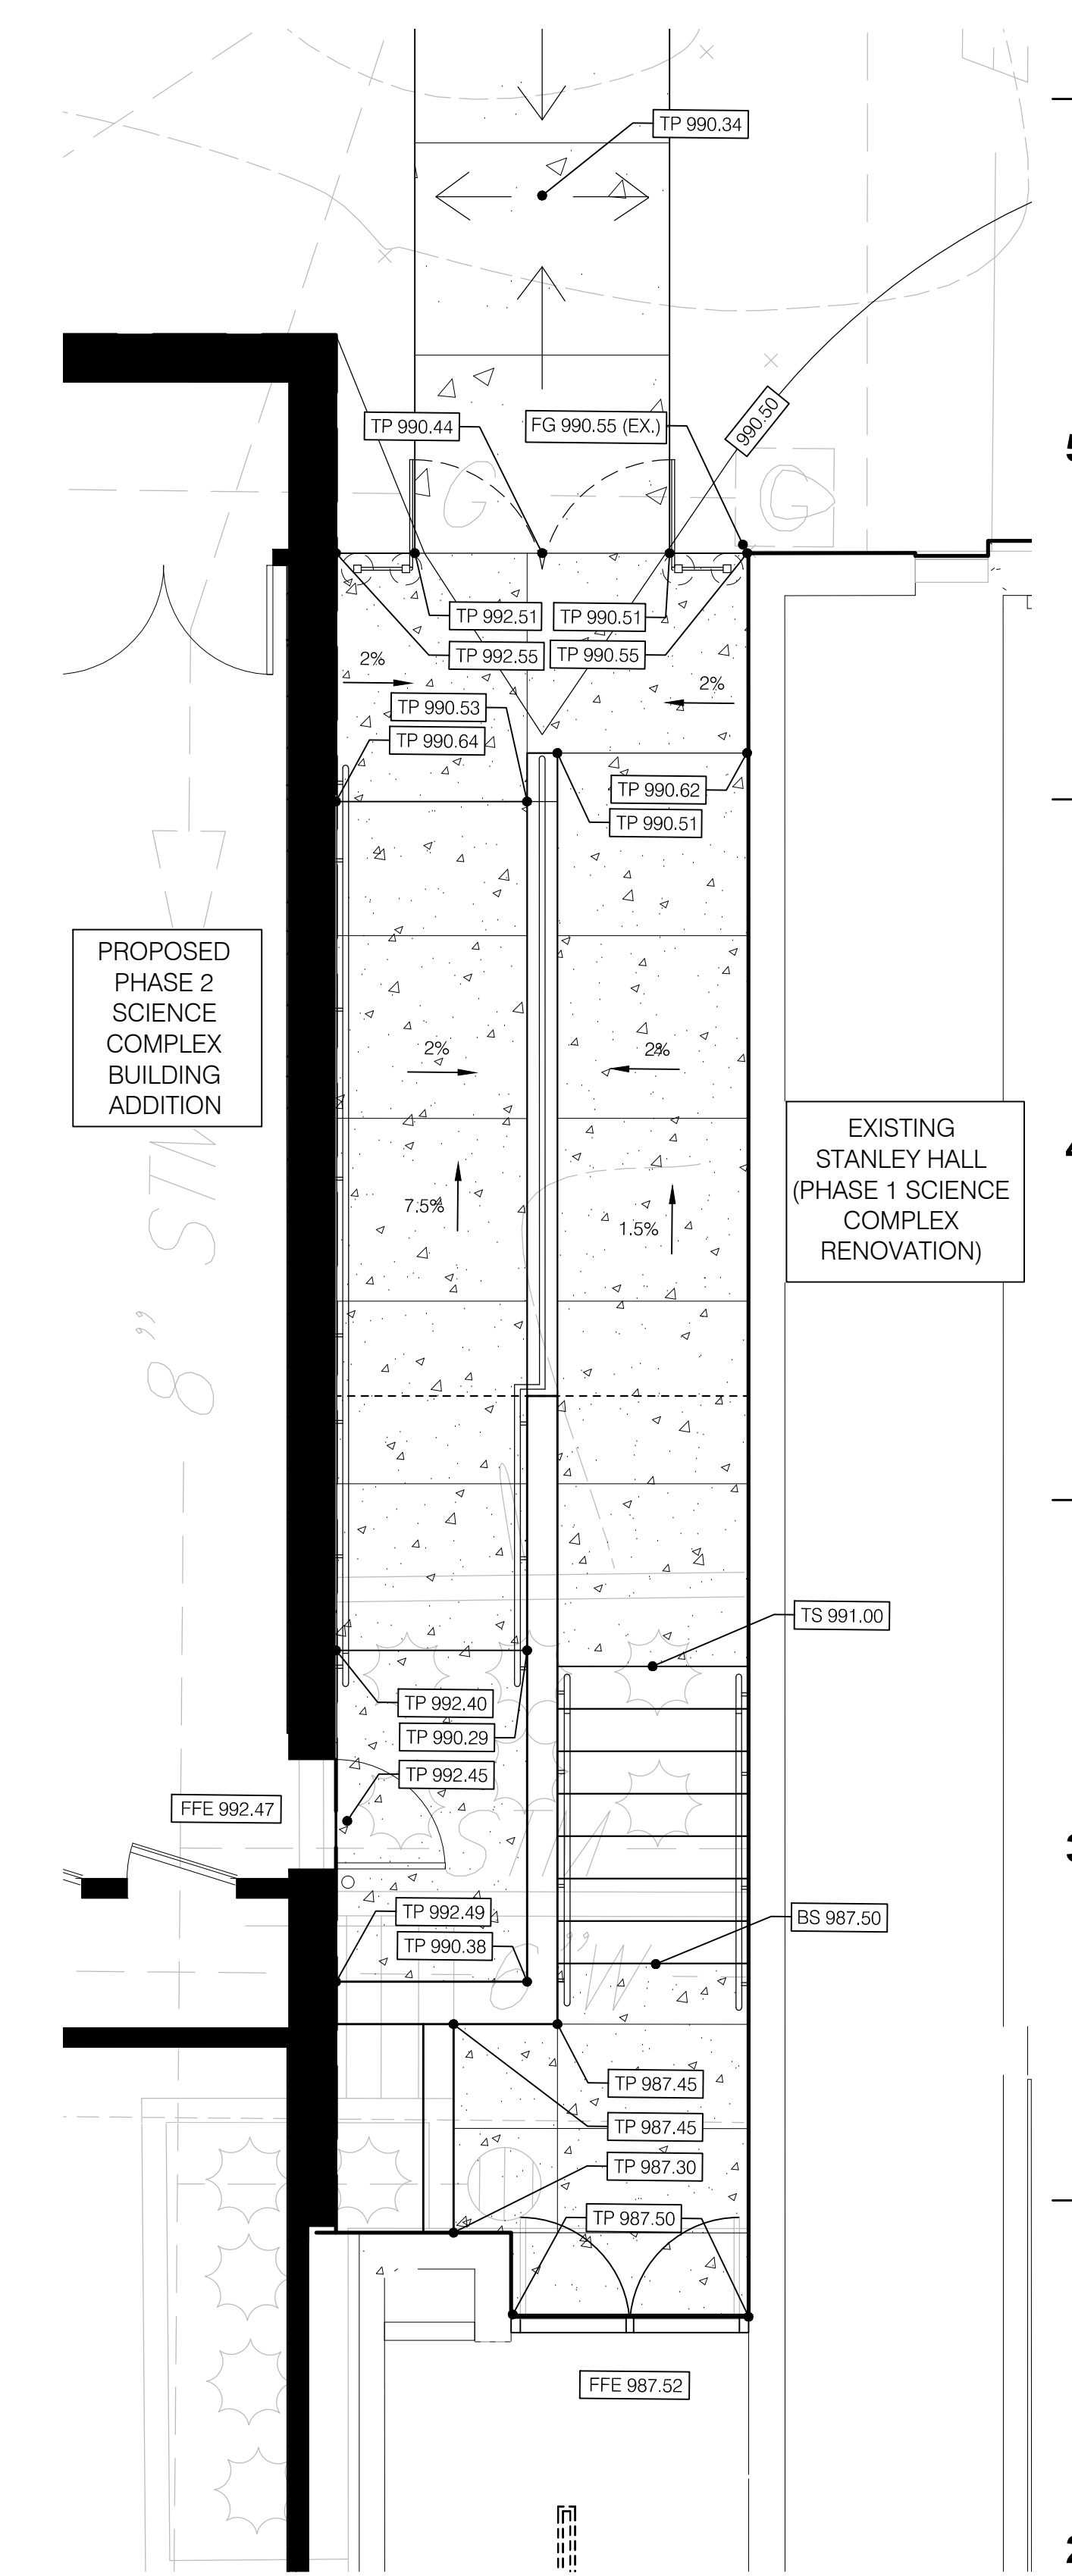 TP 990.34
990.50
TP 990.44
FG 990.55 (EX.)
G
G
TP 992.51
TP 990.51
TP 992.55
TP 990.55
2%
2%
TP 990.53
TP 990.64
TP 990.62
TP 990.51
PROPOSED
PHASE 2
SCIENCE
COMPLEX
BUILDING
ADDITION
2%
2%
EXISTING
STANLEY HALL
(PHASE 1 SCIENCE
COMPLEX
RENOVATION)
7.5%
1.5%
8" STM
TS 991.00
TP 992.40
TP 990.29
TP 992.45
FFE 992.47
STM
TP 992.49
TP 990.38
BS 987.50
6"W
TP 987.45
TP 987.45
TP 987.30
TP 987.50
FFE 987.52